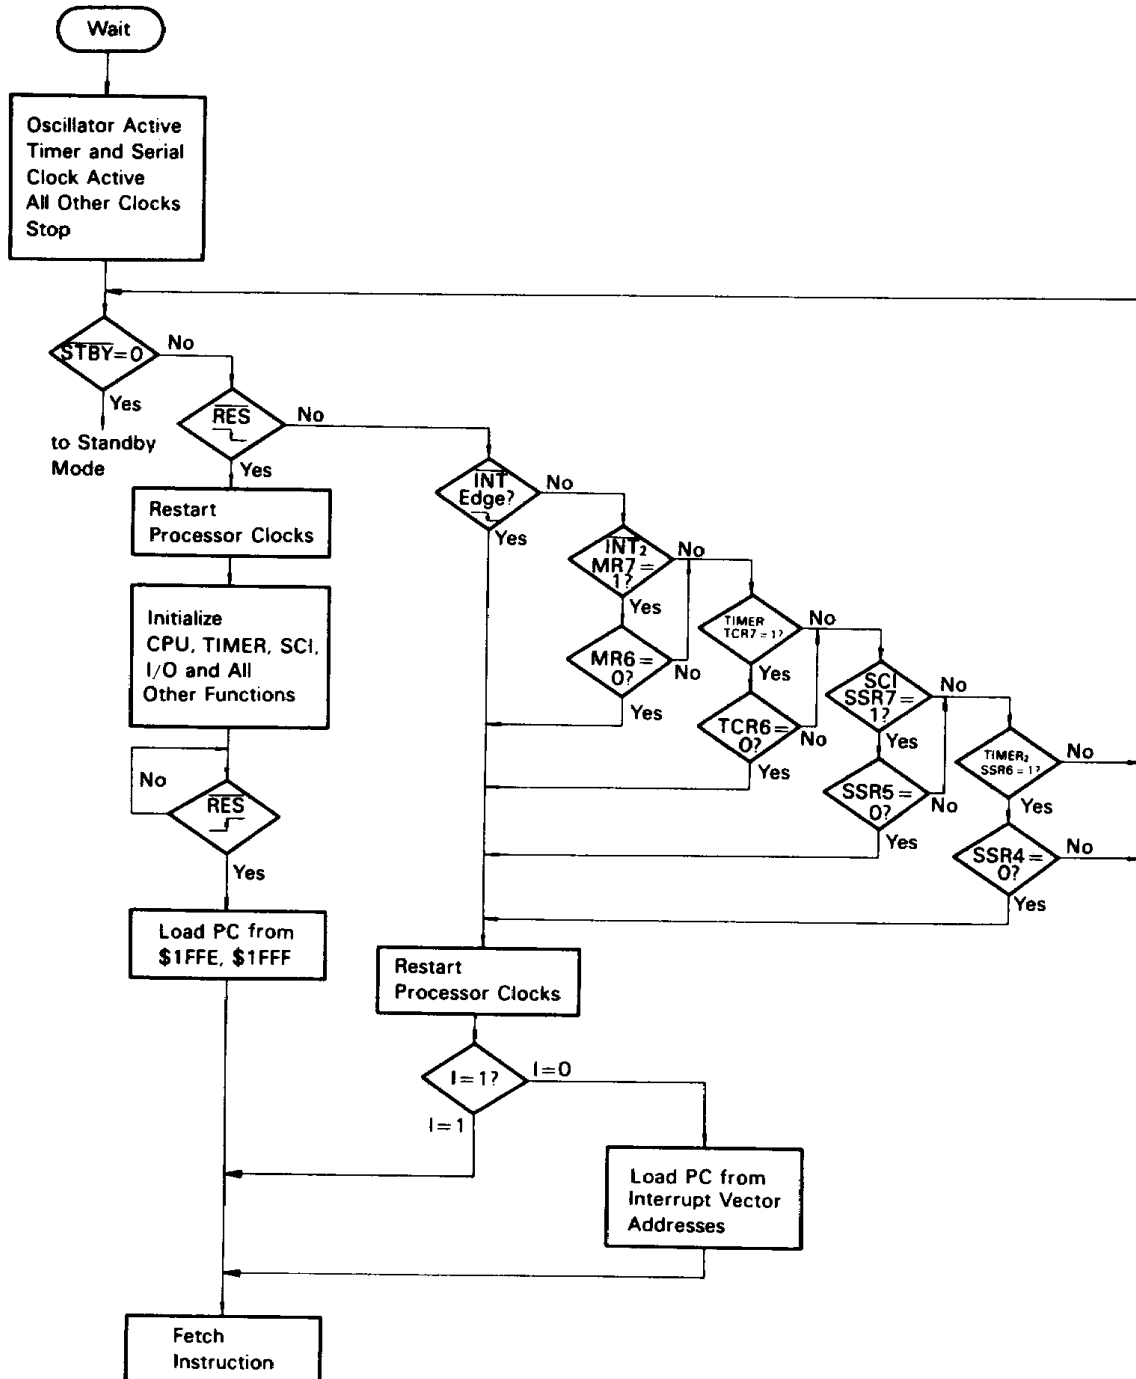 Wait
Oscillator Active
Timer and Serial
Clock Active
All Other Clocks
Stop
STBY=0
No
Yes
to Standby
Mode
RES
No
Yes
Restart
Processor Clocks
Initialize
CPU, TIMER, SCI,
I/O and All
Other Functions
No
RES
Yes
Load PC from
$1FFE, $1FFF
INT
Edge?
No
Yes
INT2
MR7=
1?
No
Yes
MR6=
0?
No
Yes
TIMER
TCR7=1?
No
Yes
TCR6=
0?
No
Yes
SCI
SSR7=
1?
No
Yes
SSR5=
0?
No
Yes
TIMER2
SSR6=1?
No
Yes
SSR4=
0?
No
Yes
Restart
Processor Clocks
I=1?
I=0
I=1
Load PC from
Interrupt Vector
Addresses
Fetch
Instruction